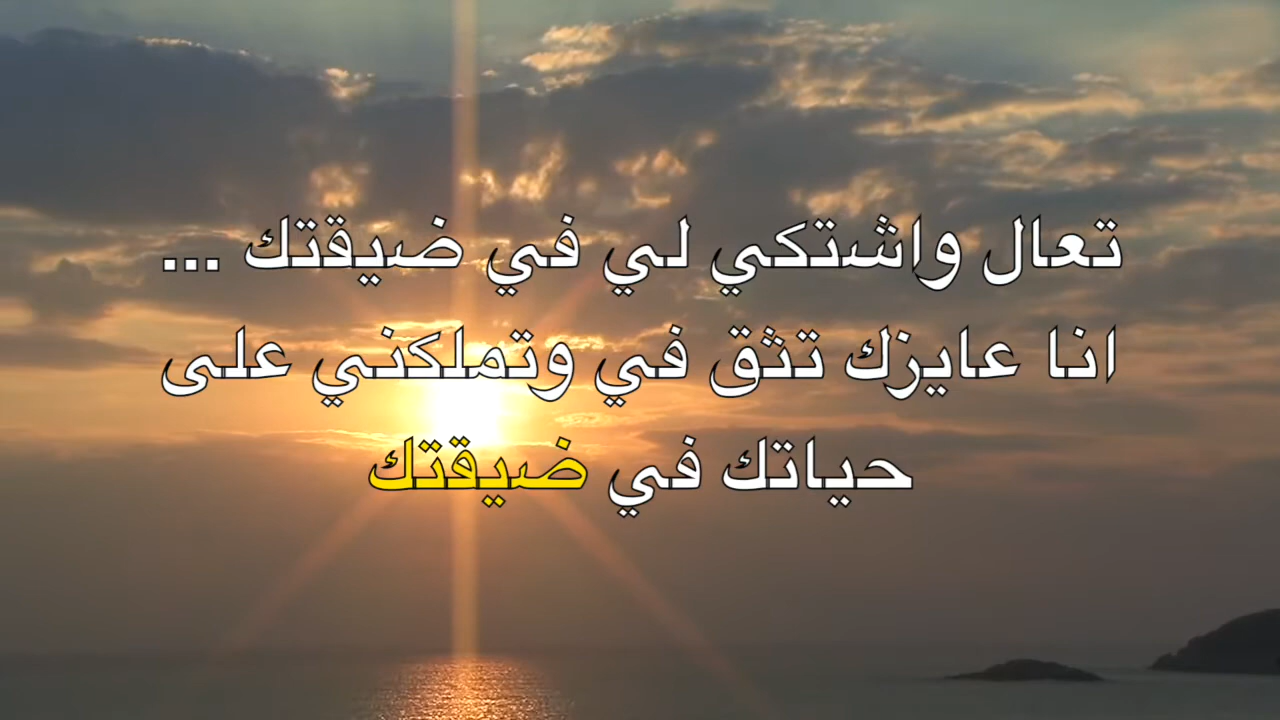 تعال واشتكي لي في ضيقتك ...
انا عايزك تثق في وتملكني على
حياتك في ضيقتك